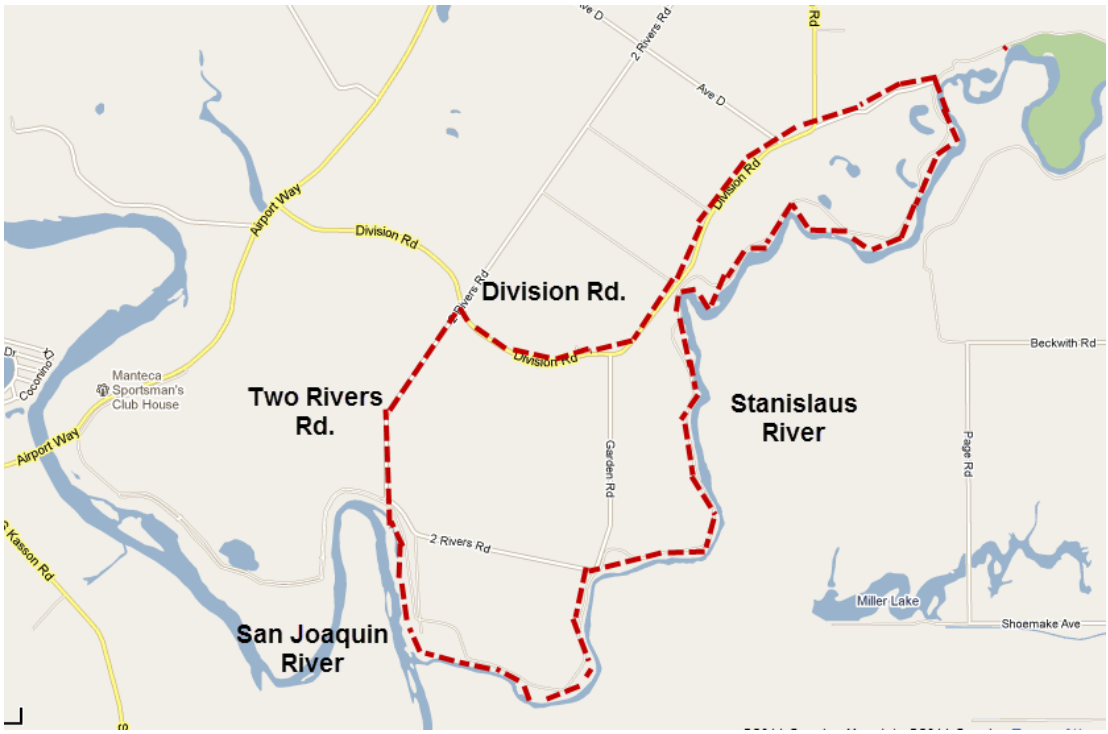 Ave D
2 Rivers Rd
Rd
Ave D
Airport Way
Division Rd
Division Rd
2 Rivers Rd
Division Rd.
Division Rd
Beckwith Rd
Dr
Coconino
Manteca
Sportsman's
Club House
Two Rivers
Rd.
Stanislaus
River
Airport Way
Garden Rd
Page Rd
S Kasson Rd
2 Rivers Rd
Miller Lake
Shoemake Ave
San Joaquin
River